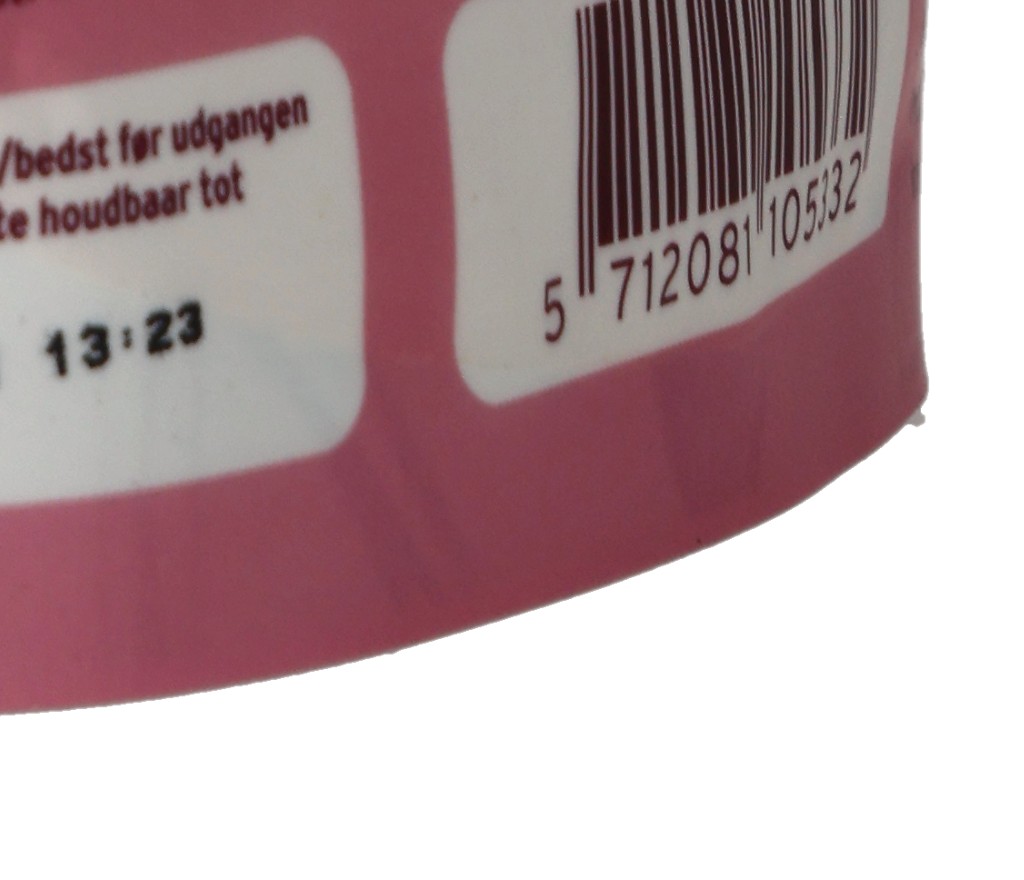 /bedst før udgangen
te houdbaar tot
13:23
5 712081 105332